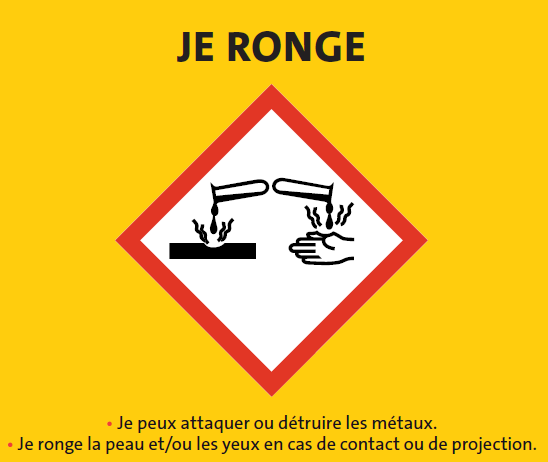 JE RONGE
• Je peux attaquer ou détruire les métaux.
• Je ronge la peau et/ou les yeux en cas de contact ou de projection.